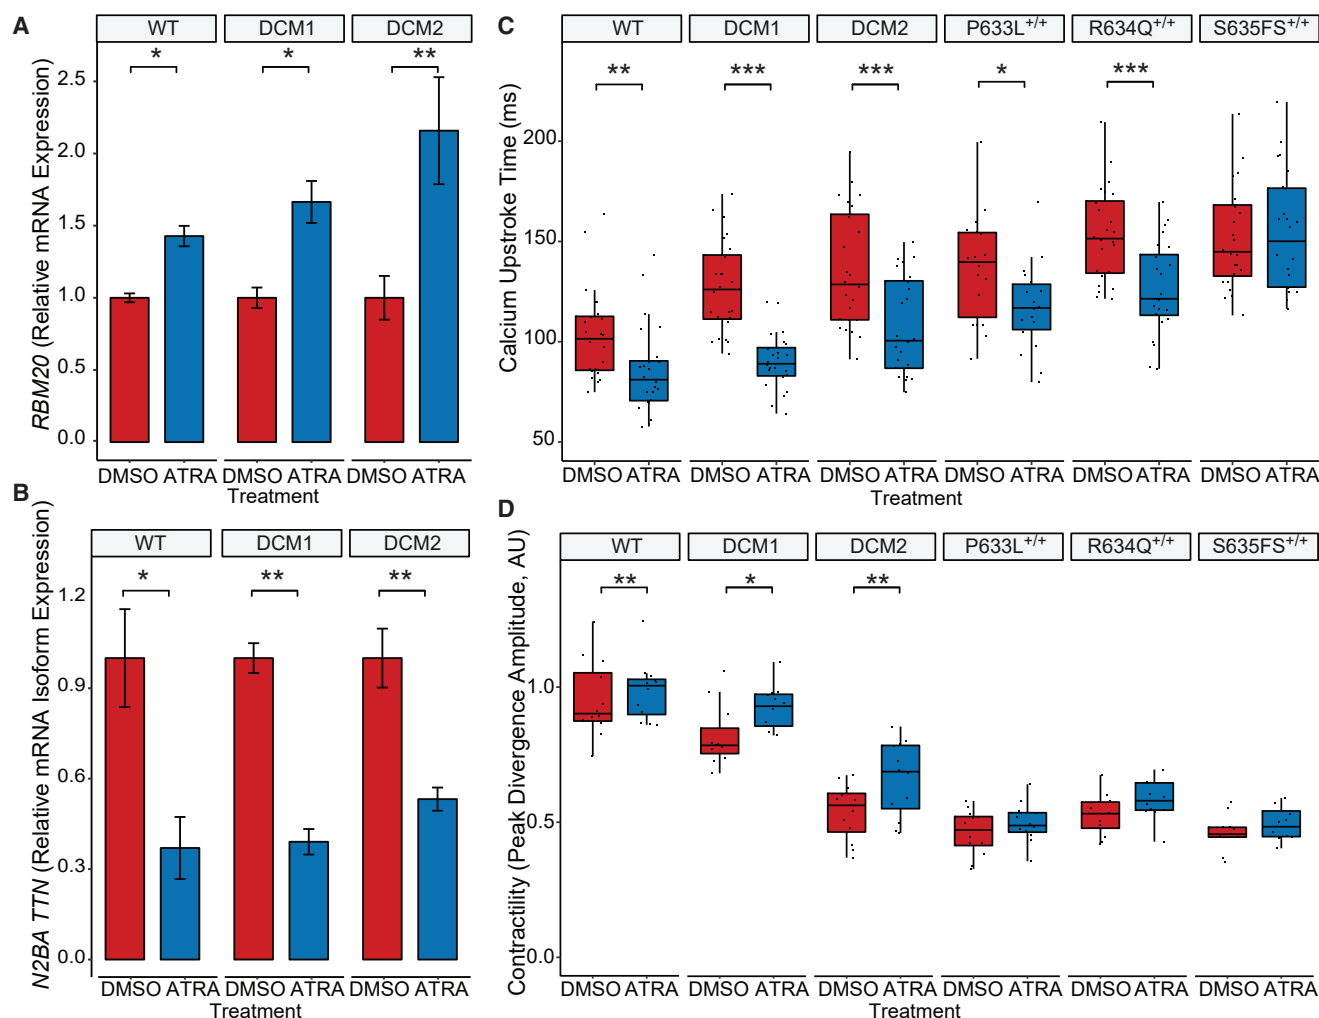 A
WT DCM1 DCM2
* * **
RBM20 (Relative mRNA Expression)
2.5
2.0
1.5
1.0
0.5
0.0
DMSO ATRA DMSO ATRA DMSO ATRA
Treatment
B
WT DCM1 DCM2
* ** **
N2BA TTN (Relative mRNA Isoform Expression)
1.2
0.9
0.6
0.3
0.0
DMSO ATRA DMSO ATRA DMSO ATRA
Treatment
C
WT DCM1 DCM2 P633L+/+ R634Q+/+ S635FS+/+
** *** *** * ***
Calcium Upstroke Time (ms)
200
150
100
50
DMSO ATRA DMSO ATRA DMSO ATRA DMSO ATRA DMSO ATRA DMSO ATRA
Treatment
D
WT DCM1 DCM2 P633L+/+ R634Q+/+ S635FS+/+
** * **
Contractility (Peak Divergence Amplitude, AU)
1.0
0.5
0.0
DMSO ATRA DMSO ATRA DMSO ATRA DMSO ATRA DMSO ATRA DMSO ATRA
Treatment